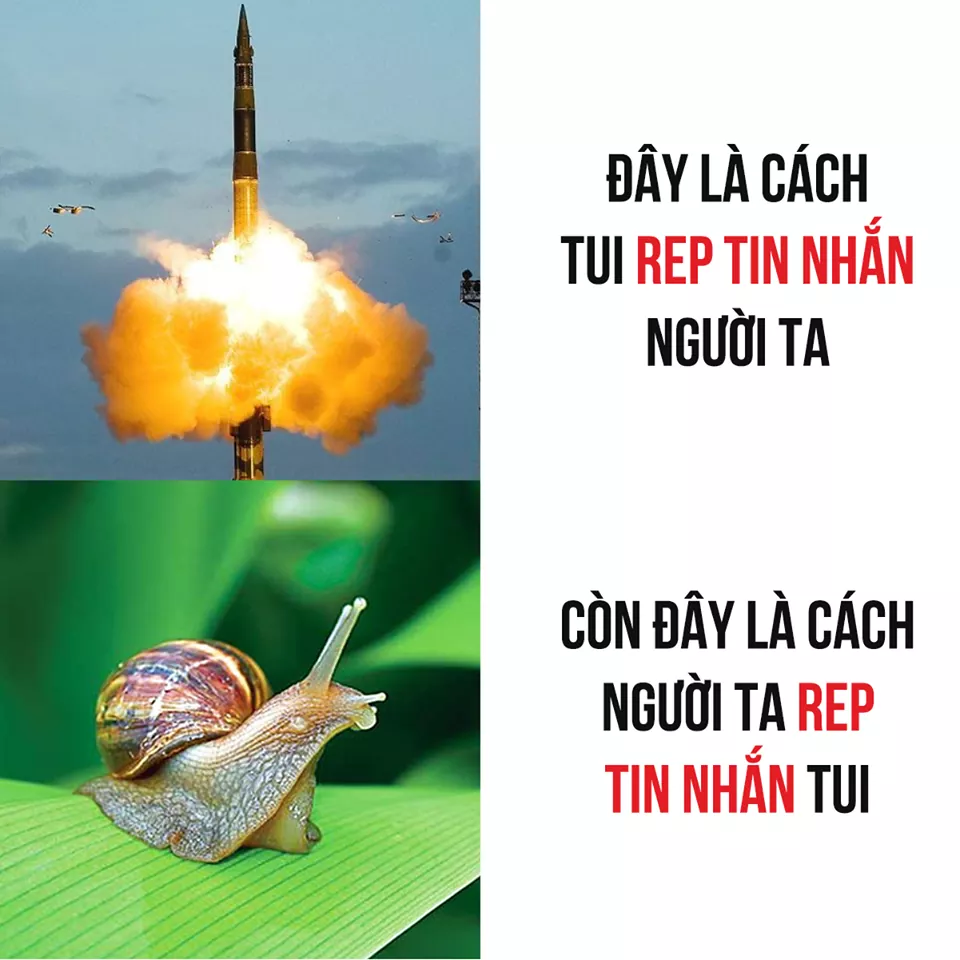 ĐÂY LÀ CÁCH
TUI REP TIN NHẮN
NGƯỜI TA
CÒN ĐÂY LÀ CÁCH
NGƯỜI TA REP
TIN NHẮN TUI